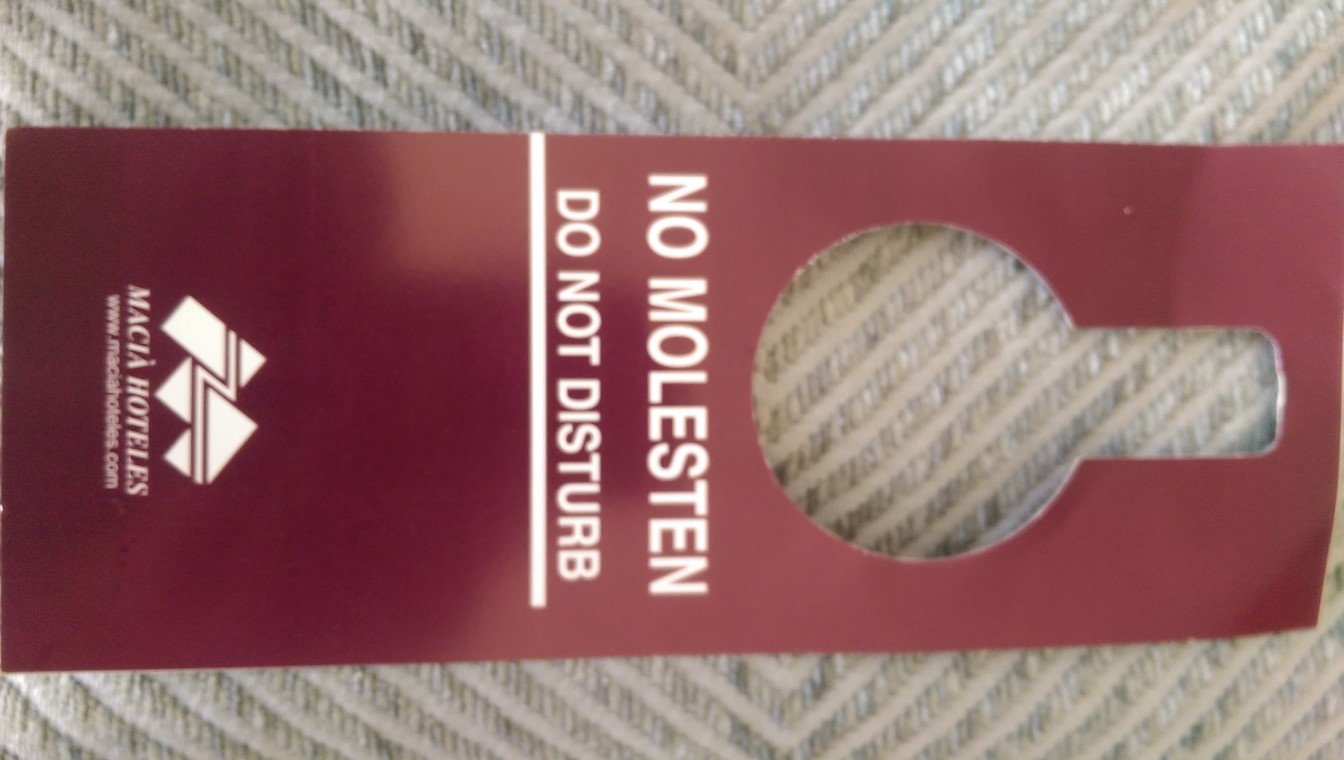 NO MOLESTEN
DO NOT DISTURB
MACIÀ HOTELES
www.maciahoteles.com